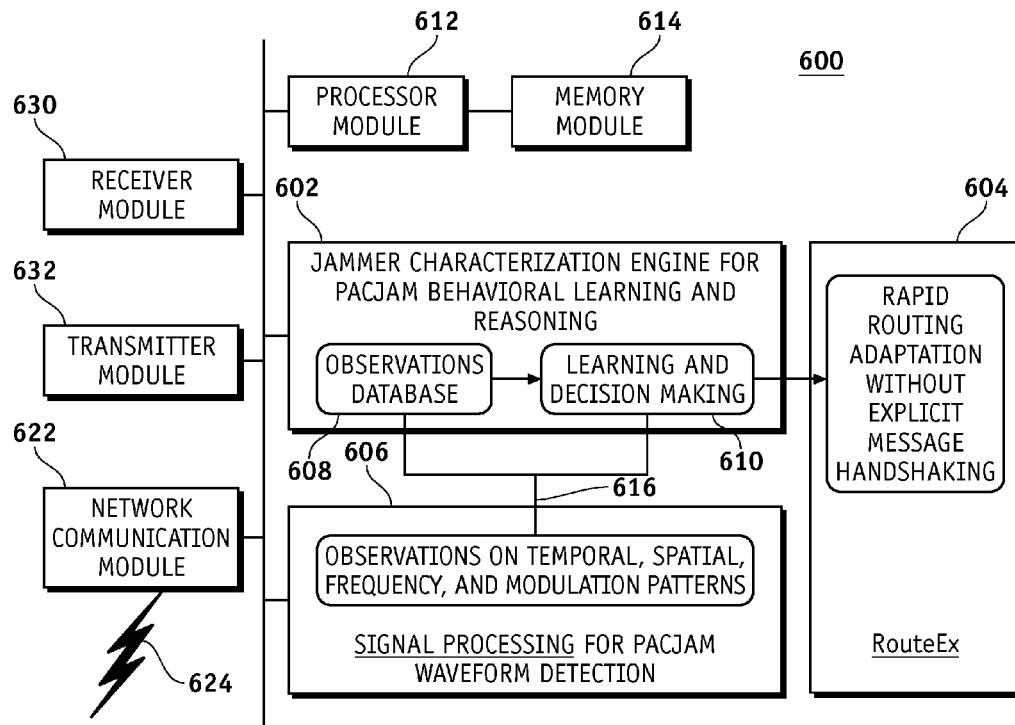 612
614
600
PROCESSOR
MODULE
MEMORY
MODULE
630
RECEIVER
MODULE
602
604
JAMMER CHARACTERIZATION ENGINE FOR
PACJAM BEHAVIORAL LEARNING AND
REASONING
OBSERVATIONS
DATABASE
LEARNING AND
DECISION MAKING
RAPID
ROUTING
ADAPTATION
WITHOUT
EXPLICIT
MESSAGE
HANDSHAKING
632
TRANSMITTER
MODULE
622
606
608
610
616
NETWORK
COMMUNICATION
MODULE
OBSERVATIONS ON TEMPORAL, SPATIAL,
FREQUENCY, AND MODULATION PATTERNS
SIGNAL PROCESSING FOR PACJAM
WAVEFORM DETECTION
RouteEx
624